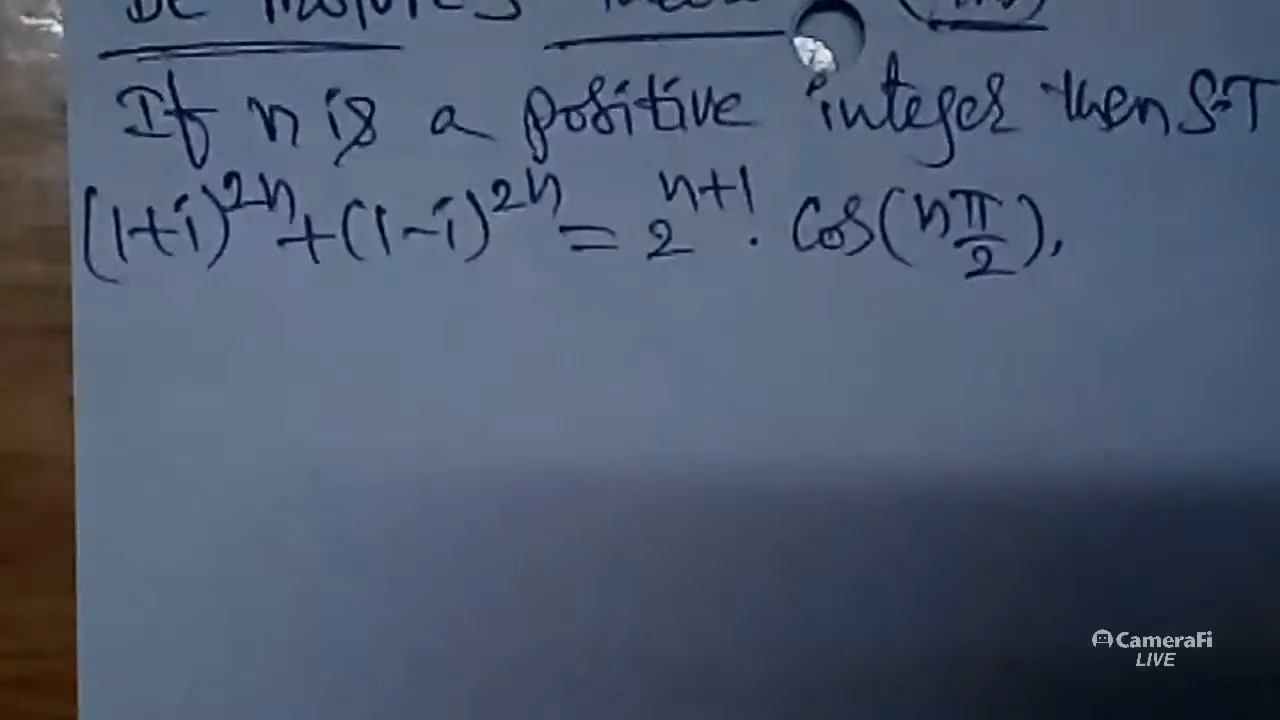 If n is a positive integer then S.T
(1+i)^2n + (1-i)^2n = 2^n+1 . Cos(nπ/2).
CameraFi
LIVE